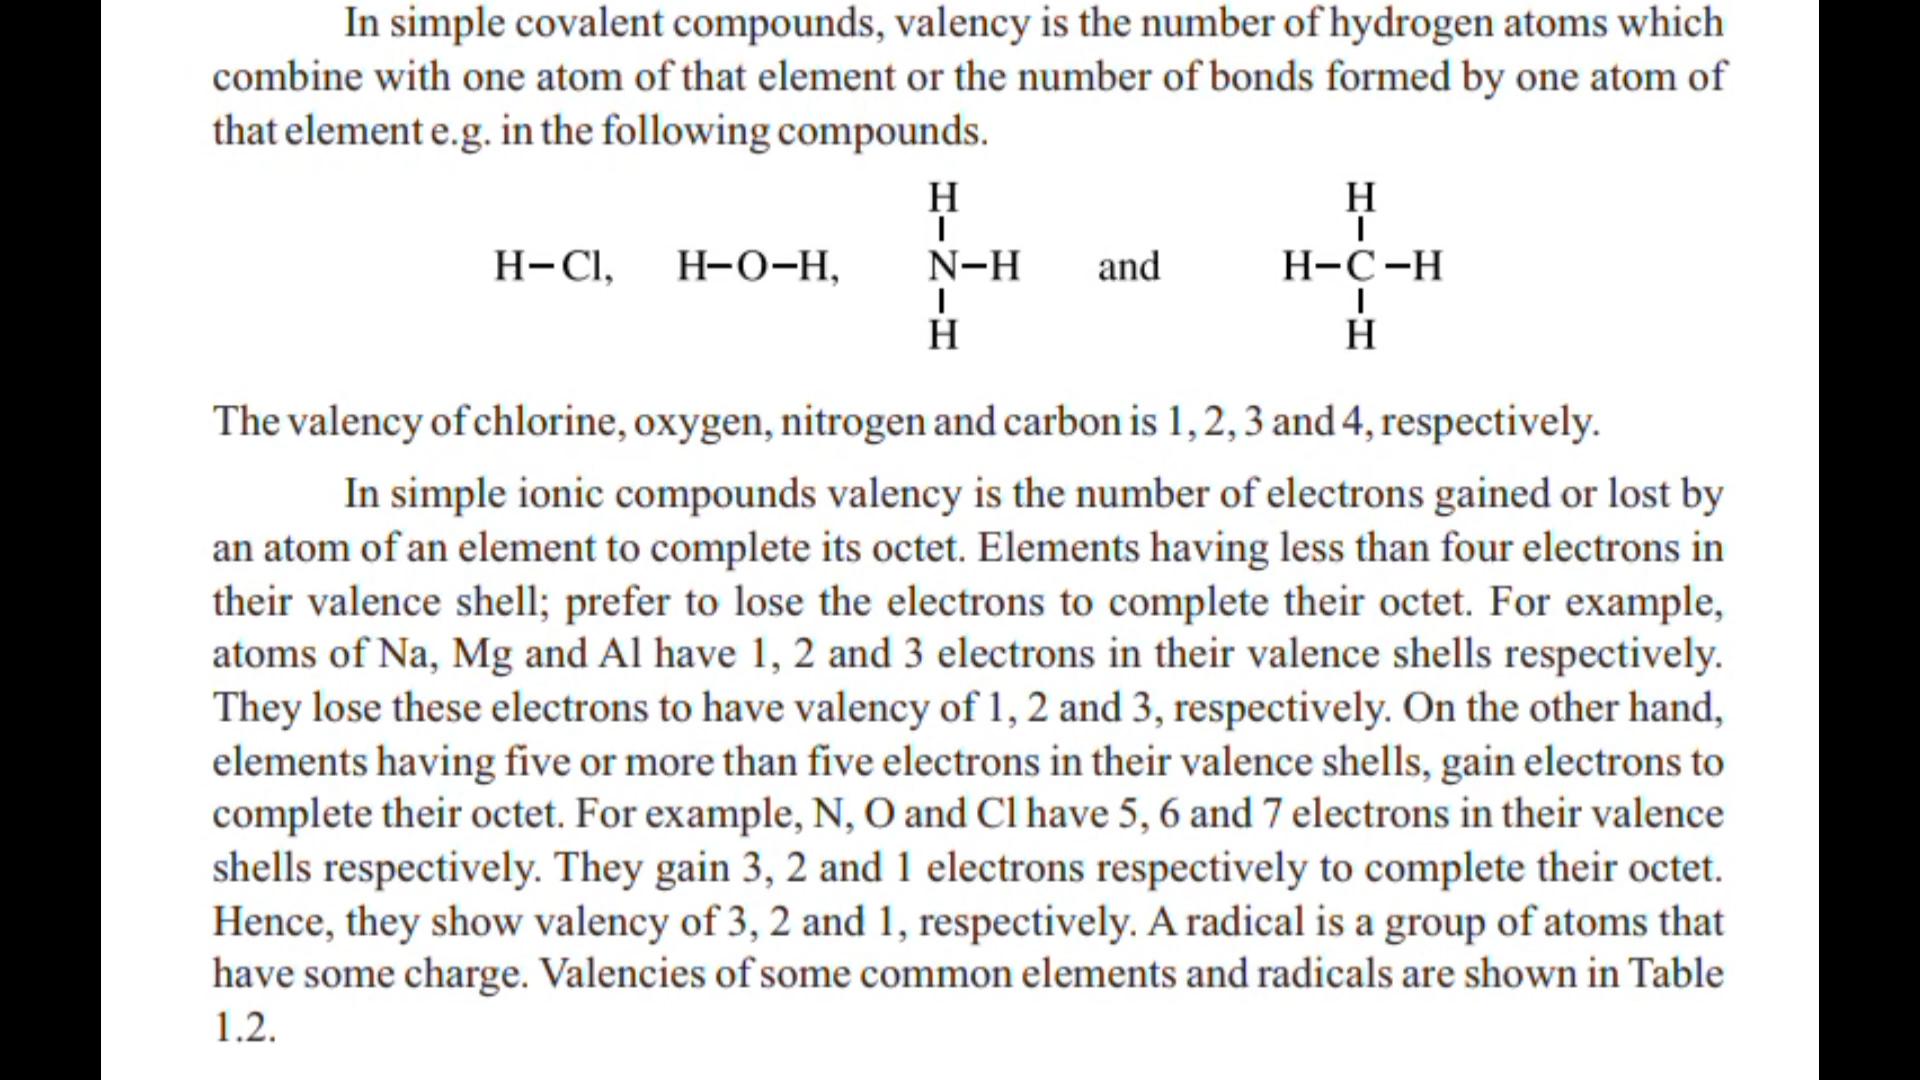 In simple covalent compounds, valency is the number of hydrogen atoms which
combine with one atom of that element or the number of bonds formed by one atom of
that element e.g. in the following compounds.
H H
H–Cl, H–O–H, N–H and H–C–H
H H
The valency of chlorine, oxygen, nitrogen and carbon is 1, 2, 3 and 4, respectively.
In simple ionic compounds valency is the number of electrons gained or lost by
an atom of an element to complete its octet. Elements having less than four electrons in
their valence shell; prefer to lose the electrons to complete their octet. For example,
atoms of Na, Mg and Al have 1, 2 and 3 electrons in their valence shells respectively.
They lose these electrons to have valency of 1, 2 and 3, respectively. On the other hand,
elements having five or more than five electrons in their valence shells, gain electrons to
complete their octet. For example, N, O and Cl have 5, 6 and 7 electrons in their valence
shells respectively. They gain 3, 2 and 1 electrons respectively to complete their octet.
Hence, they show valency of 3, 2 and 1, respectively. A radical is a group of atoms that
have some charge. Valencies of some common elements and radicals are shown in Table
1.2.